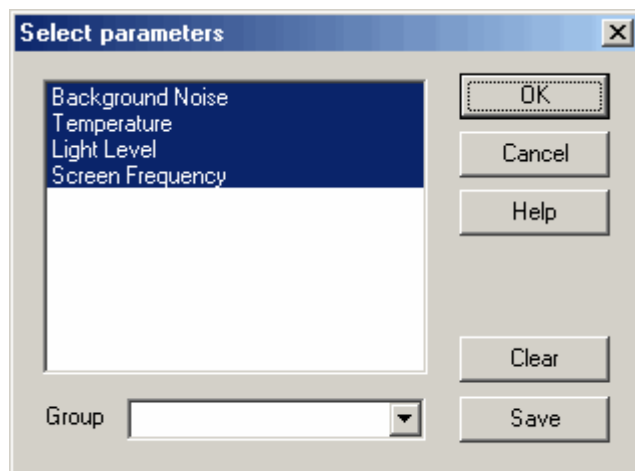 Select parameters
Background Noise
Temperature
Light Level
Screen Frequency
OK
Cancel
Help
Clear
Group
Save